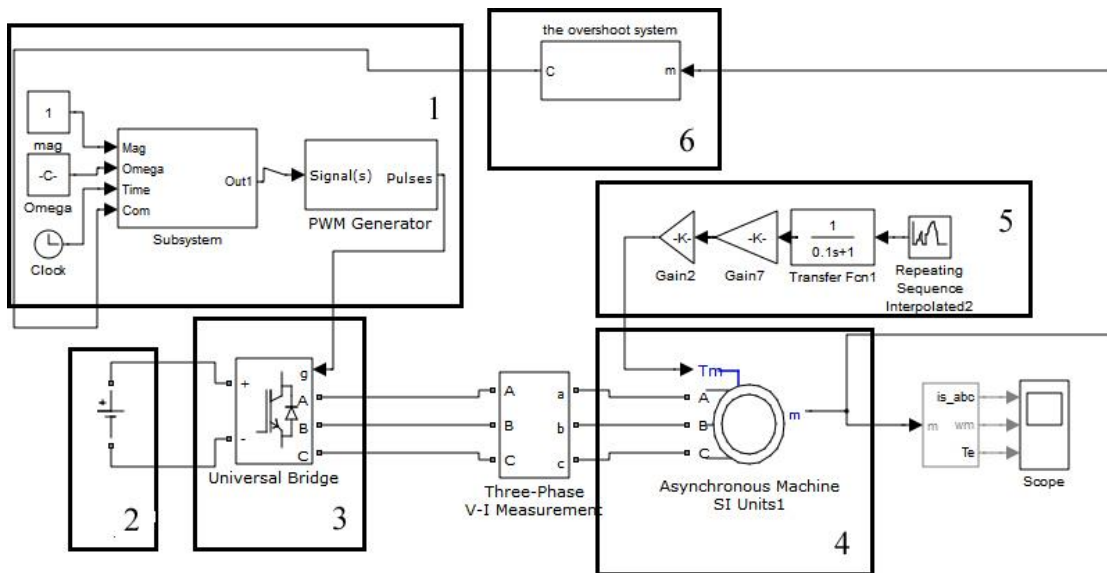 the overshoot system
C
m
6
1
1
mag
-C-
Omega
Clock
Mag
Omega
Time
Com
Out1
Subsystem
Signal(s)
Pulses
PWM Generator
5
-K-
Gain2
-K-
Gain7
1
0.1s+1
Transfer Fcn1
Repeating
Sequence
Interpolated2
2
+
+
-
g
A
B
C
Universal Bridge
3
A
B
C
a
b
c
Three-Phase
V-I Measurement
Tm
A
B
C
m
Asynchronous Machine
SI Units1
4
m
is_abc
wm
Te
Scope